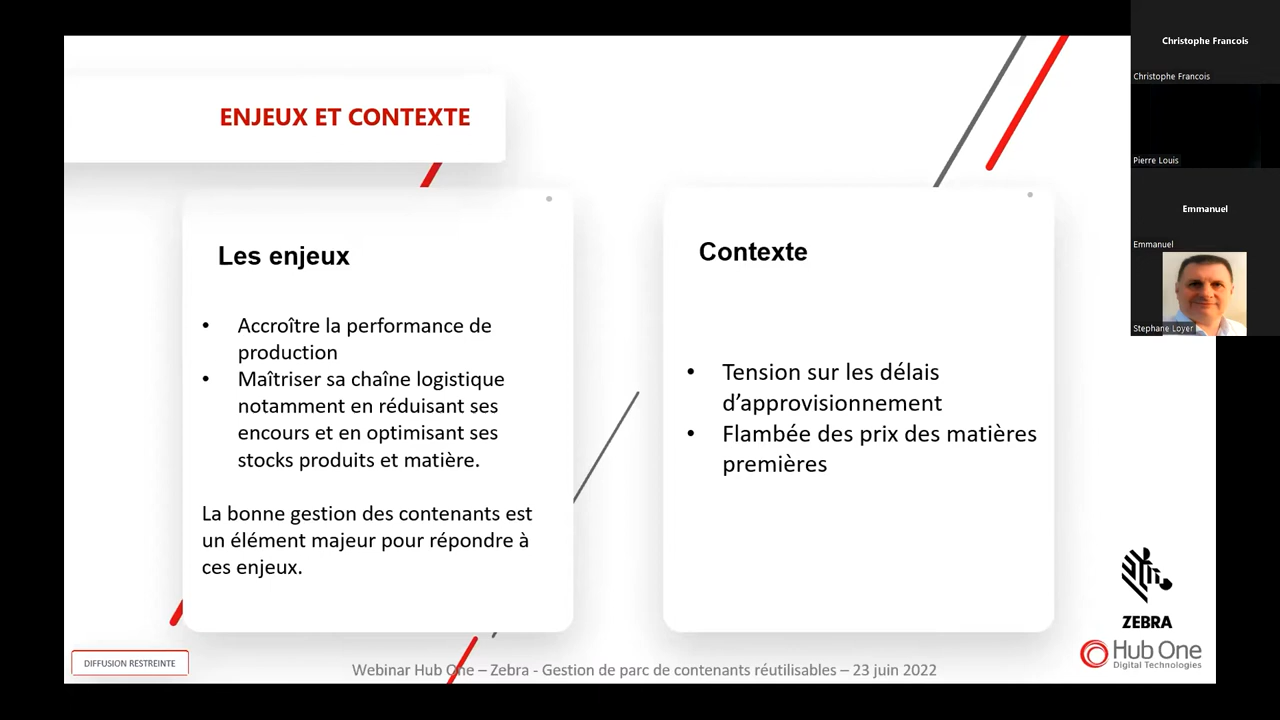 ENJEUX ET CONTEXTE
Les enjeux
• Accroître la performance de
production
• Maîtriser sa chaîne logistique
notamment en réduisant ses
encours et en optimisant ses
stocks produits et matière.
La bonne gestion des contenants est
un élément majeur pour répondre à
ces enjeux.
Contexte
• Tension sur les délais
d’approvisionnement
• Flambée des prix des matières
premières
ZEBRA
Hub One
Digital Technologies
DIFFUSION RESTREINTE
Webinar Hub One – Zebra - Gestion de parc de contenants réutilisables – 23 juin 2022
Christophe Francois
Christophe Francois
Pierre Louis
Emmanuel
Emmanuel
Stephane Loyer